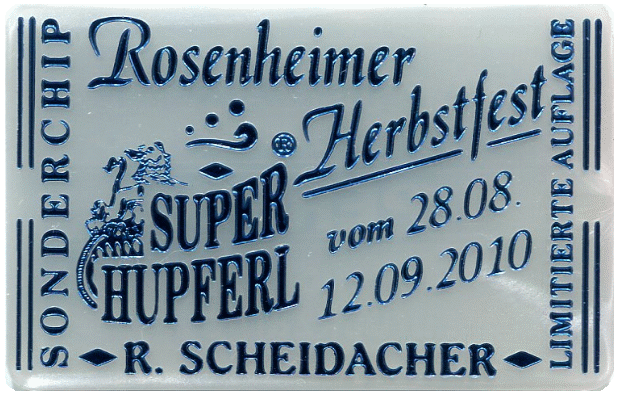 SONDERCHIP
Rosenheimer
Herbstfest
®
SUPER
HUPFERL
vom 28.08.
12.09.2010
R. SCHEIDACHER
LIMITIERTE AUFLAGE